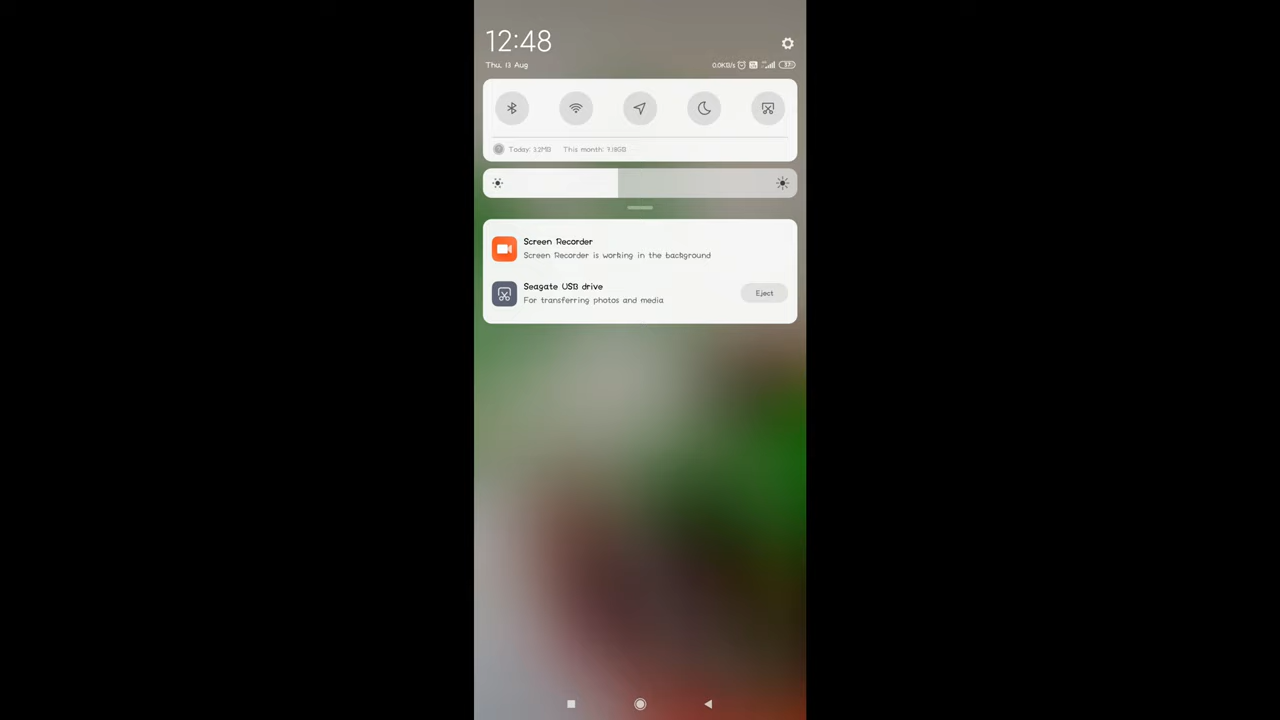 12:48
Thu, 13 Aug
0.0KB/s
Today: 3.2MB This month: 7.18GB
Screen Recorder
Screen Recorder is working in the background
Seagate USB drive
For transferring photos and media
Eject